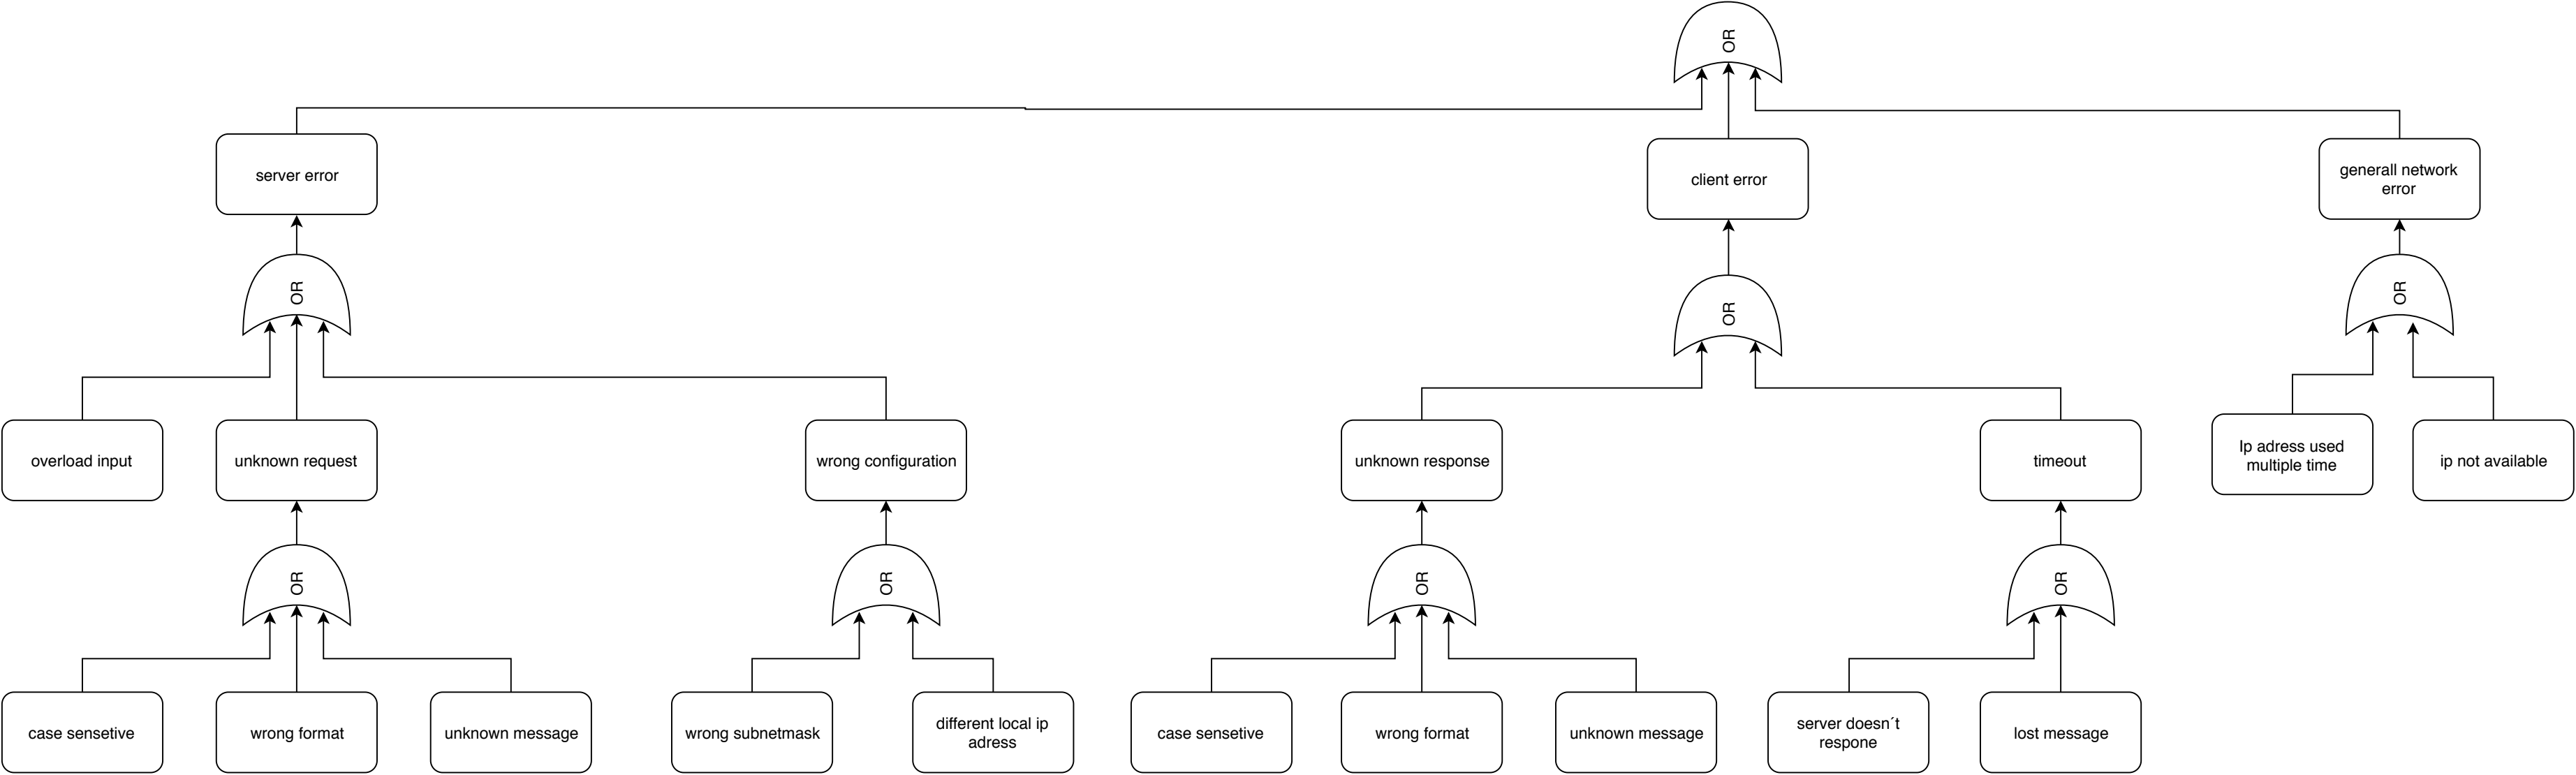 OR
server error
client error
generall network
error
OR
OR
OR
overload input
unknown request
wrong configuration
unknown response
timeout
Ip adress used
multiple time
ip not available
OR
OR
OR
OR
case sensetive
wrong format
unknown message
wrong subnetmask
different local ip
adress
case sensetive
wrong format
unknown message
server doesn´t
respone
lost message